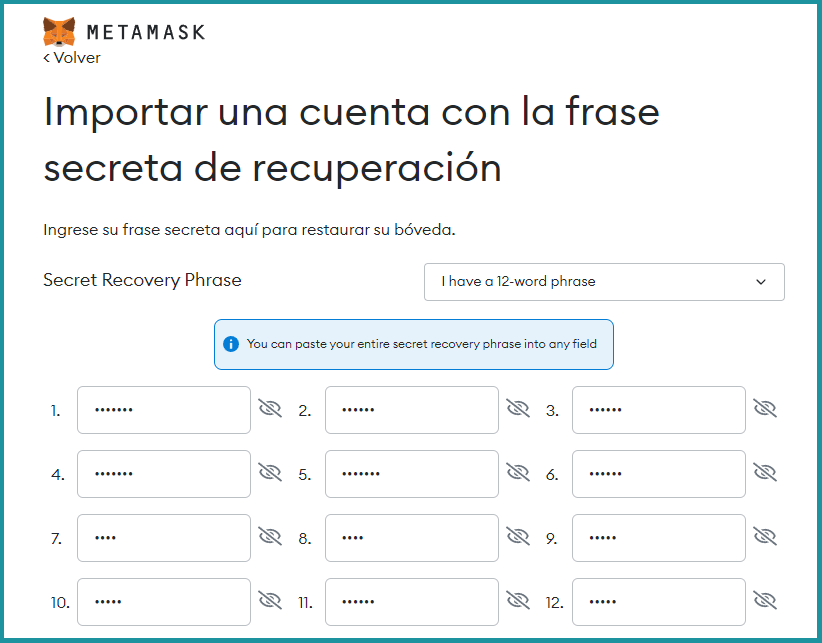 METAMASK
< Volver
Importar una cuenta con la frase
secreta de recuperación
Ingrese su frase secreta aquí para restaurar su bóveda.
Secret Recovery Phrase
I have a 12-word phrase
You can paste your entire secret recovery phrase into any field
1. ••••••• 2. •••••• 3. ••••••
4. ••••••• 5. ••••••• 6. ••••••
7. •••• 8. •••• 9. •••••
10. ••••• 11. •••••• 12. •••••